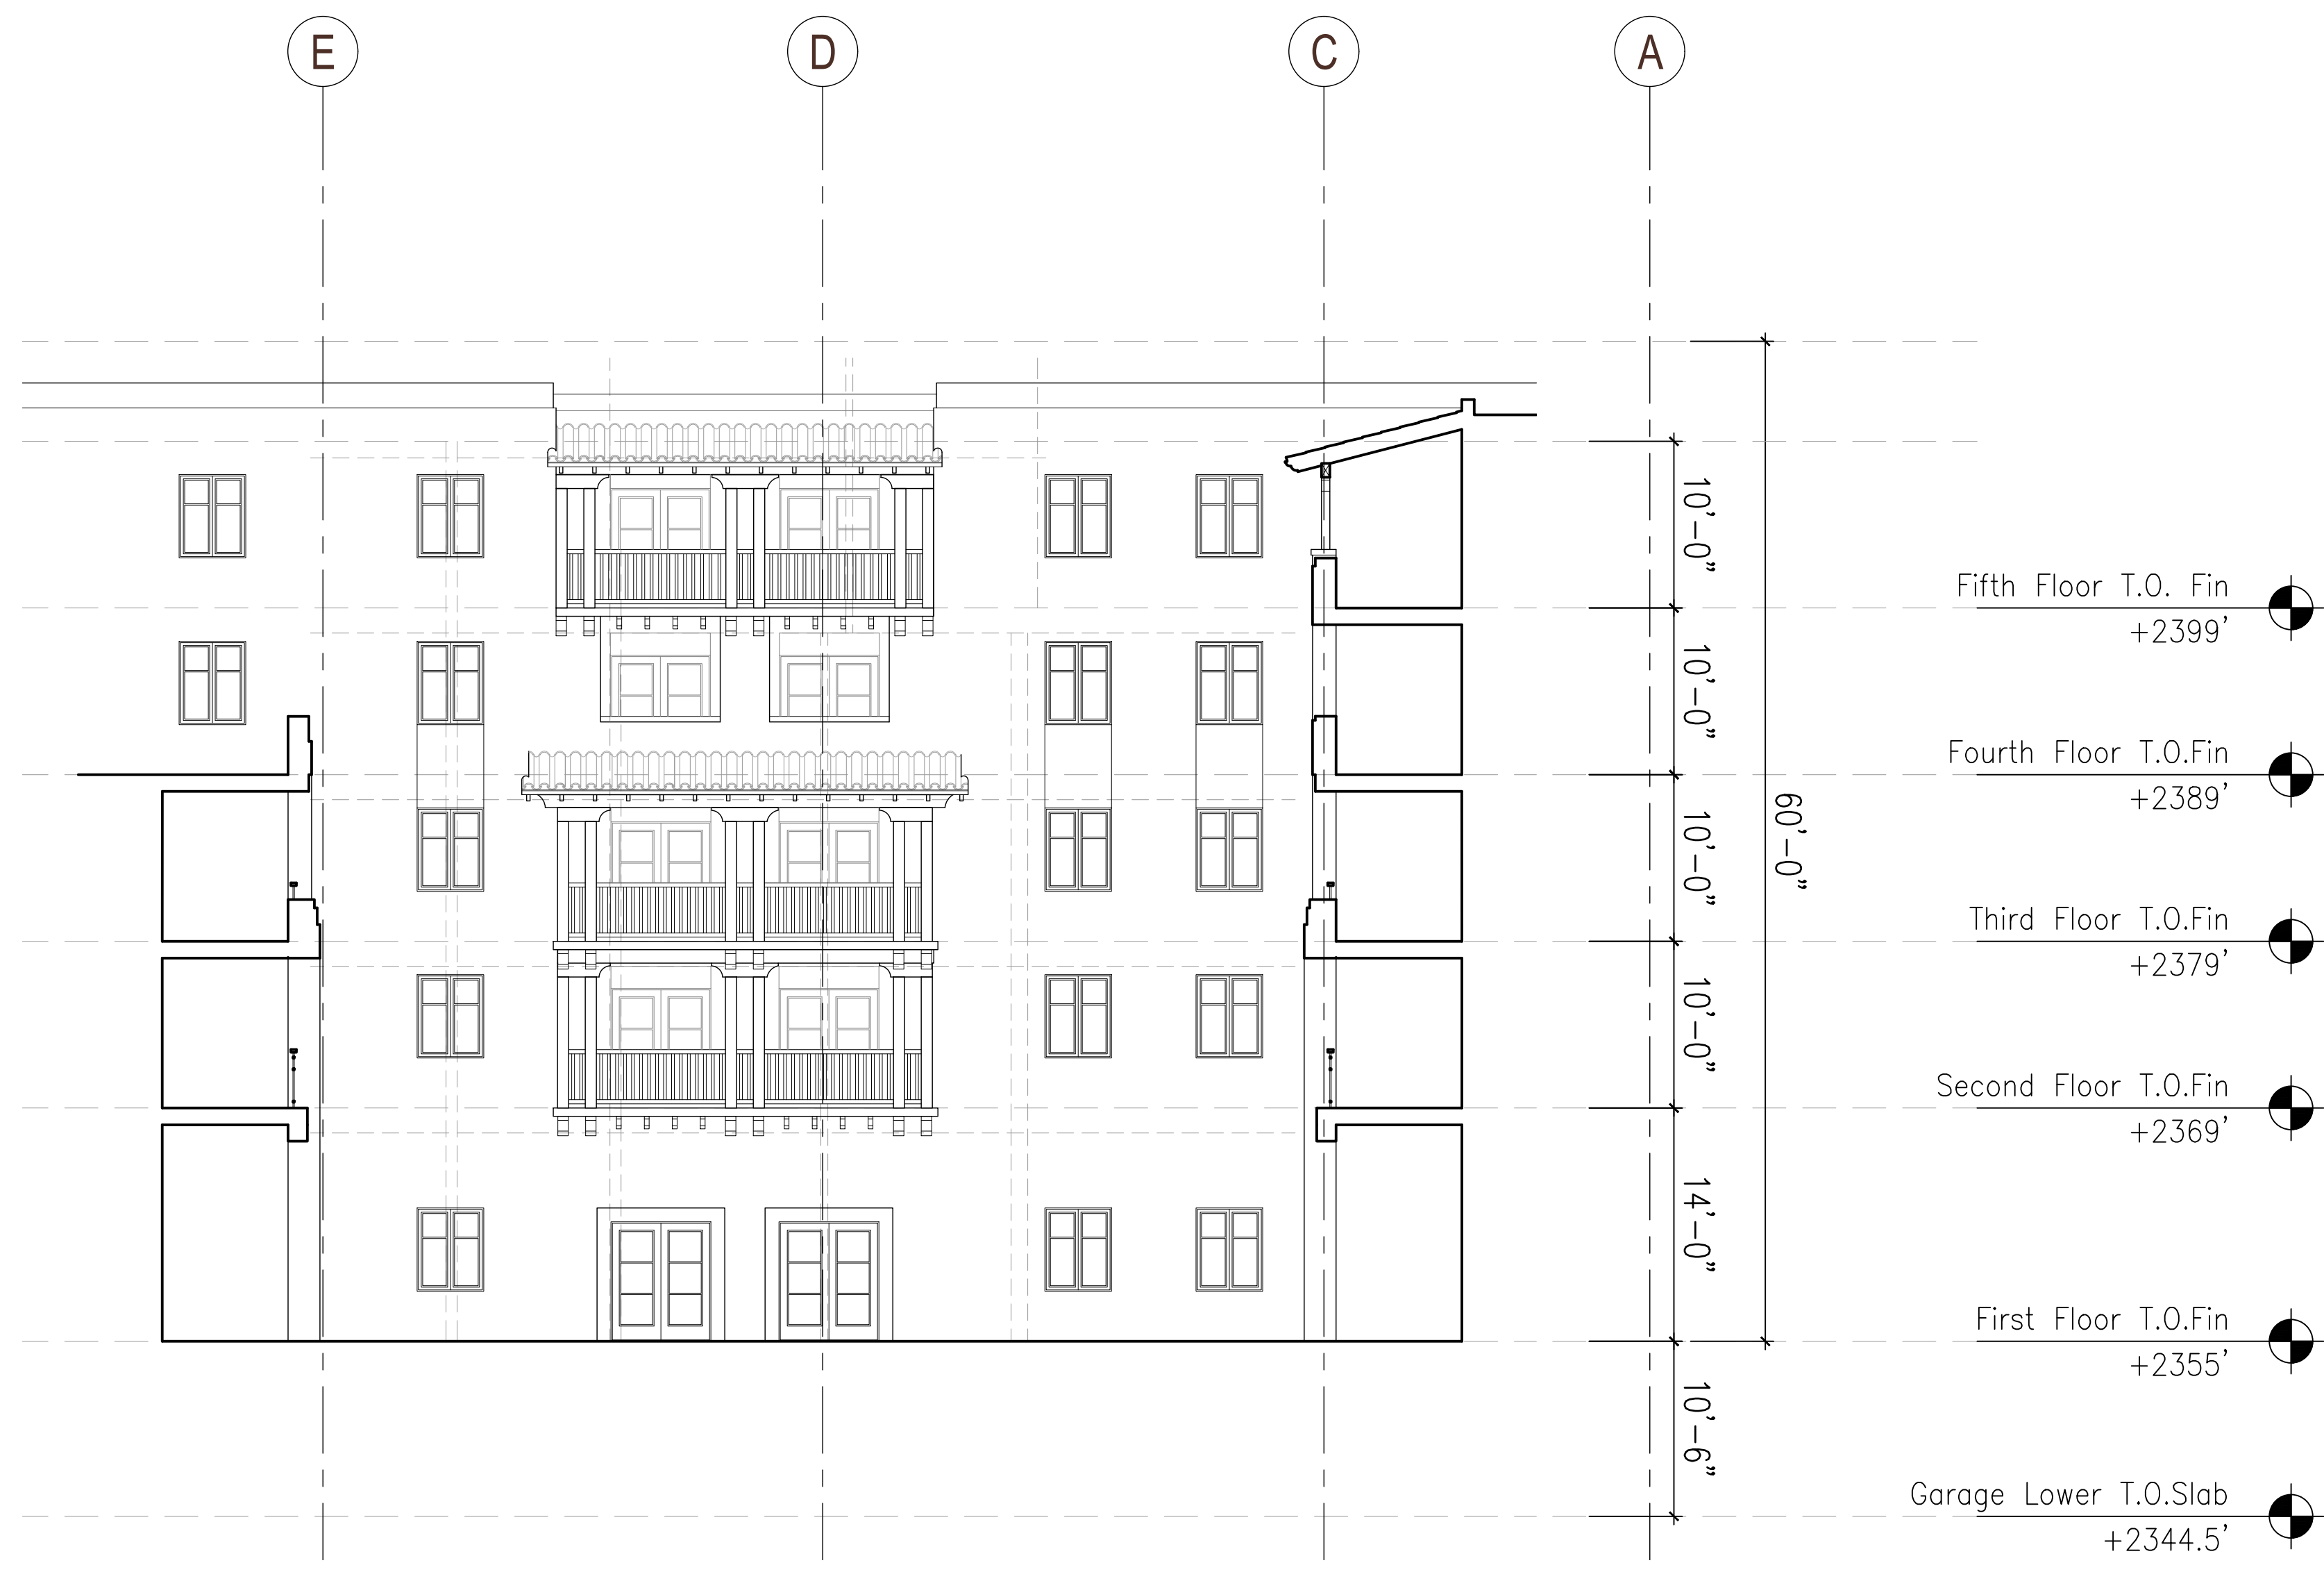 E
D
C
A
10'-0"
Fifth Floor T.O. Fin
+2399'
10'-0"
Fourth Floor T.O.Fin
+2389'
60'-0"
10'-0"
Third Floor T.O.Fin
+2379'
10'-0"
Second Floor T.O.Fin
+2369'
14'-0"
First Floor T.O.Fin
+2355'
10'-6"
Garage Lower T.O.Slab
+2344.5'